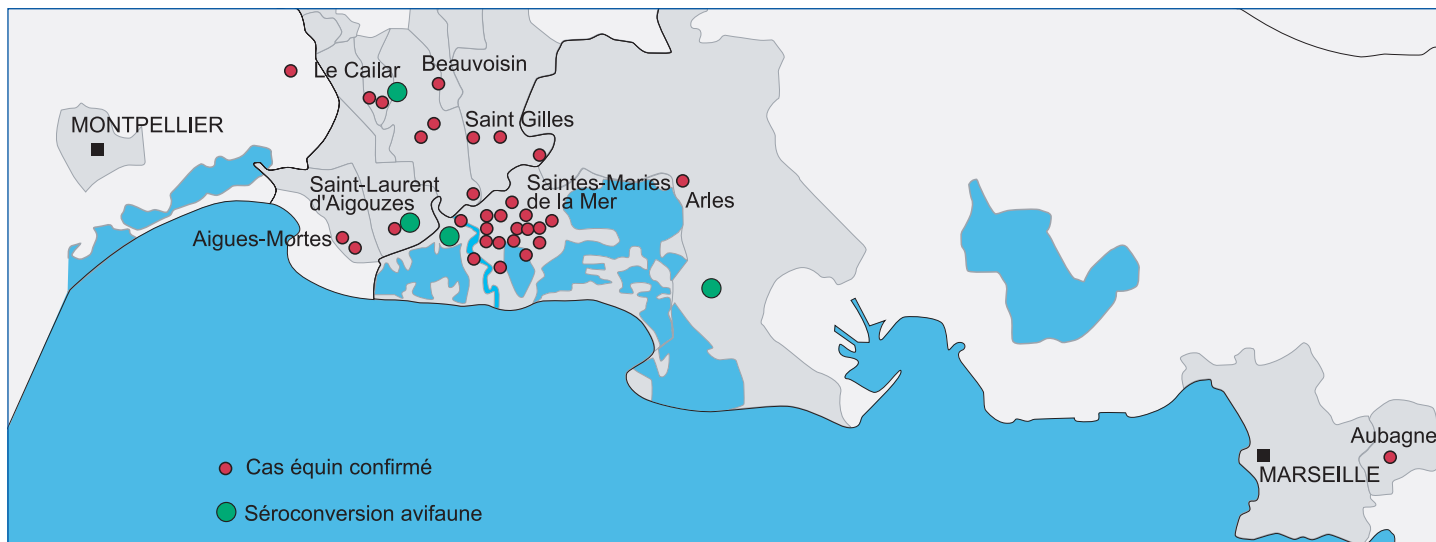 Le Cailar
Beauvoisin
MONTPELLIER
Saint Gilles
Saint-Laurent
d'Aigouzes
Saintes-Maries
de la Mer
Arles
Aigues-Mortes
Aubagne
MARSEILLE
Cas équin confirmé
Séroconversion avifaune